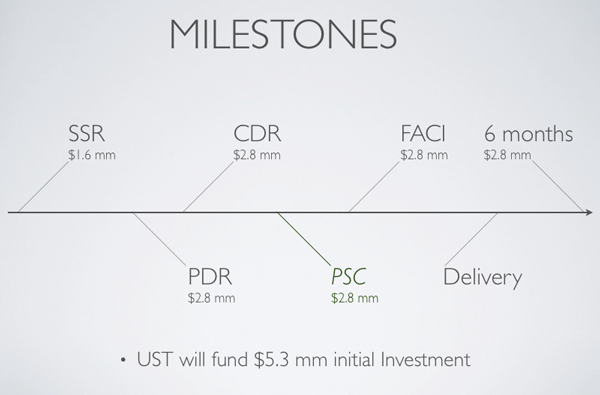 MILESTONES
SSR
$1.6 mm
CDR
$2.8 mm
FACI
$2.8 mm
6 months
$2.8 mm
PDR
$2.8 mm
PSC
$2.8 mm
Delivery
• UST will fund $5.3 mm initial Investment